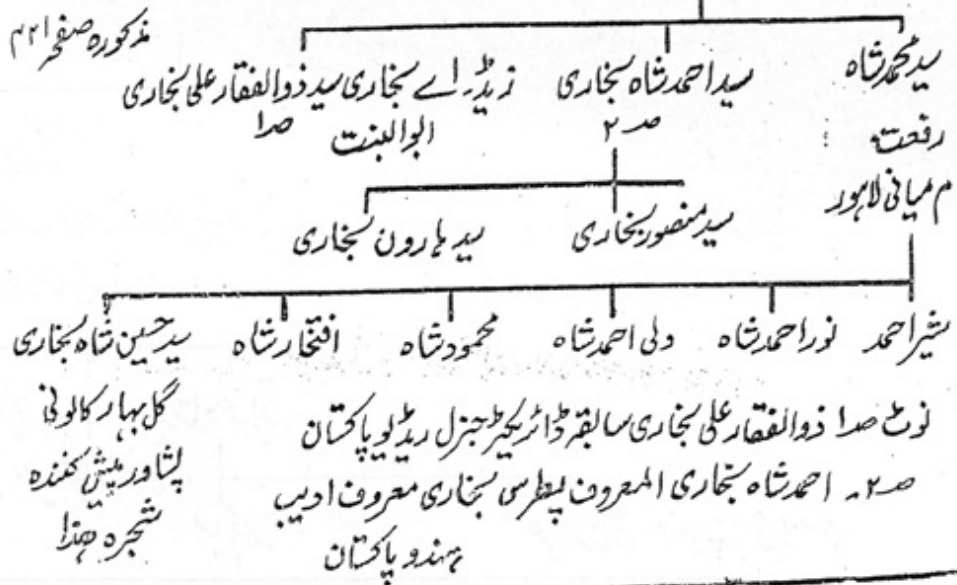 مذکورہ صفحہ ۴۲۱
سید محمد شاہ
رفعت
م میانی لاہور
سید احمد شاہ بخاری
صہ ۲
زیڈ۔ اے بخاری سید ذوالفقار علی بخاری
ابوالبنت صہ ۱
سید منصور بخاری
سید ہارون بخاری
شیر احمد
نور احمد شاہ
ولی احمد شاہ
محمود شاہ
افتخار شاہ
سید حسین شاہ بخاری
گل بہار کالونی
پشاور پیش کنندہ
شجرہ ھذا
نوٹ صہ ۱ ذوالفقار علی بخاری سابقہ ڈائریکٹر جنرل ریڈیو پاکستان
صہ ۲۔ احمد شاہ بخاری المعروف پطرس بخاری معروف ادیب
ہندو پاکستان